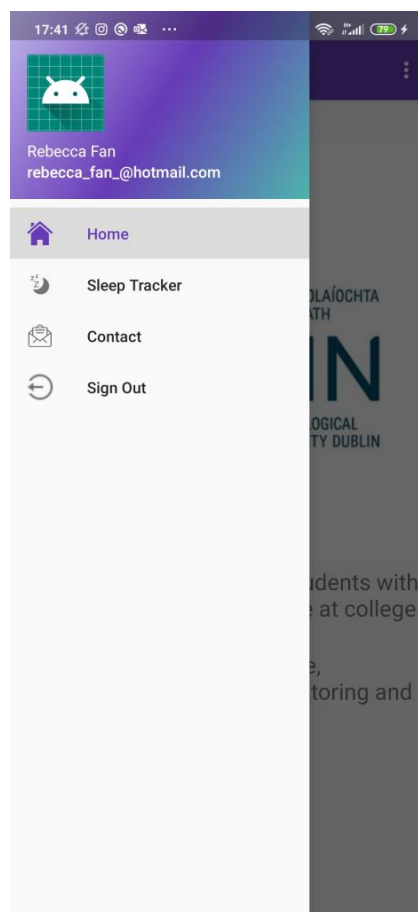 17:41
79
Rebecca Fan
rebecca_fan_@hotmail.com
Home
Sleep Tracker
Contact
Sign Out
OLAÍOCHTA
ATH
IN
OGICAL
TY DUBLIN
udents with
at college
e,
toring and